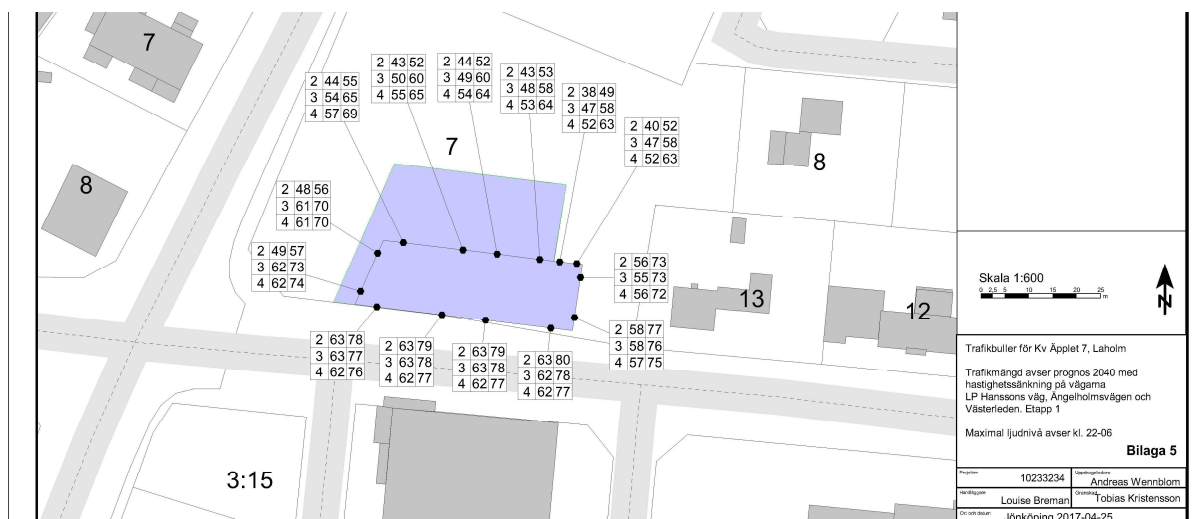 7
2 43 52
3 50 60
4 55 65
2 44 52
3 49 60
4 54 64
2 43 53
3 48 58
4 53 64
2 44 55
3 54 65
4 57 69
2 38 49
3 47 58
4 52 63
2 40 52
3 47 58
4 52 63
7
8
8
2 48 56
3 61 70
4 61 70
2 49 57
3 62 73
4 62 74
2 56 73
3 55 73
4 56 72
13
12
2 58 77
3 58 76
4 57 75
2 63 78
3 63 77
4 62 76
2 63 79
3 63 78
4 62 77
2 63 79
3 63 78
4 62 77
2 63 80
3 62 78
4 62 77
3:15
Skala 1:600
0 2,5 5 10 15 20 25
m
N
Trafikbuller för Kv Äpplet 7, Laholm
Trafikmängd avser prognos 2040 med
hastighetssänkning på vägarna
LP Hanssons väg, Ängelholmsvägen och
Västerleden. Etapp 1
Maximal ljudnivå avser kl. 22-06
Bilaga 5
10233234
Andreas Wennblom
Handläggare
Louise Breman
Granskad
Tobias Kristensson
Ort och datum
Jönköping 2017-04-25